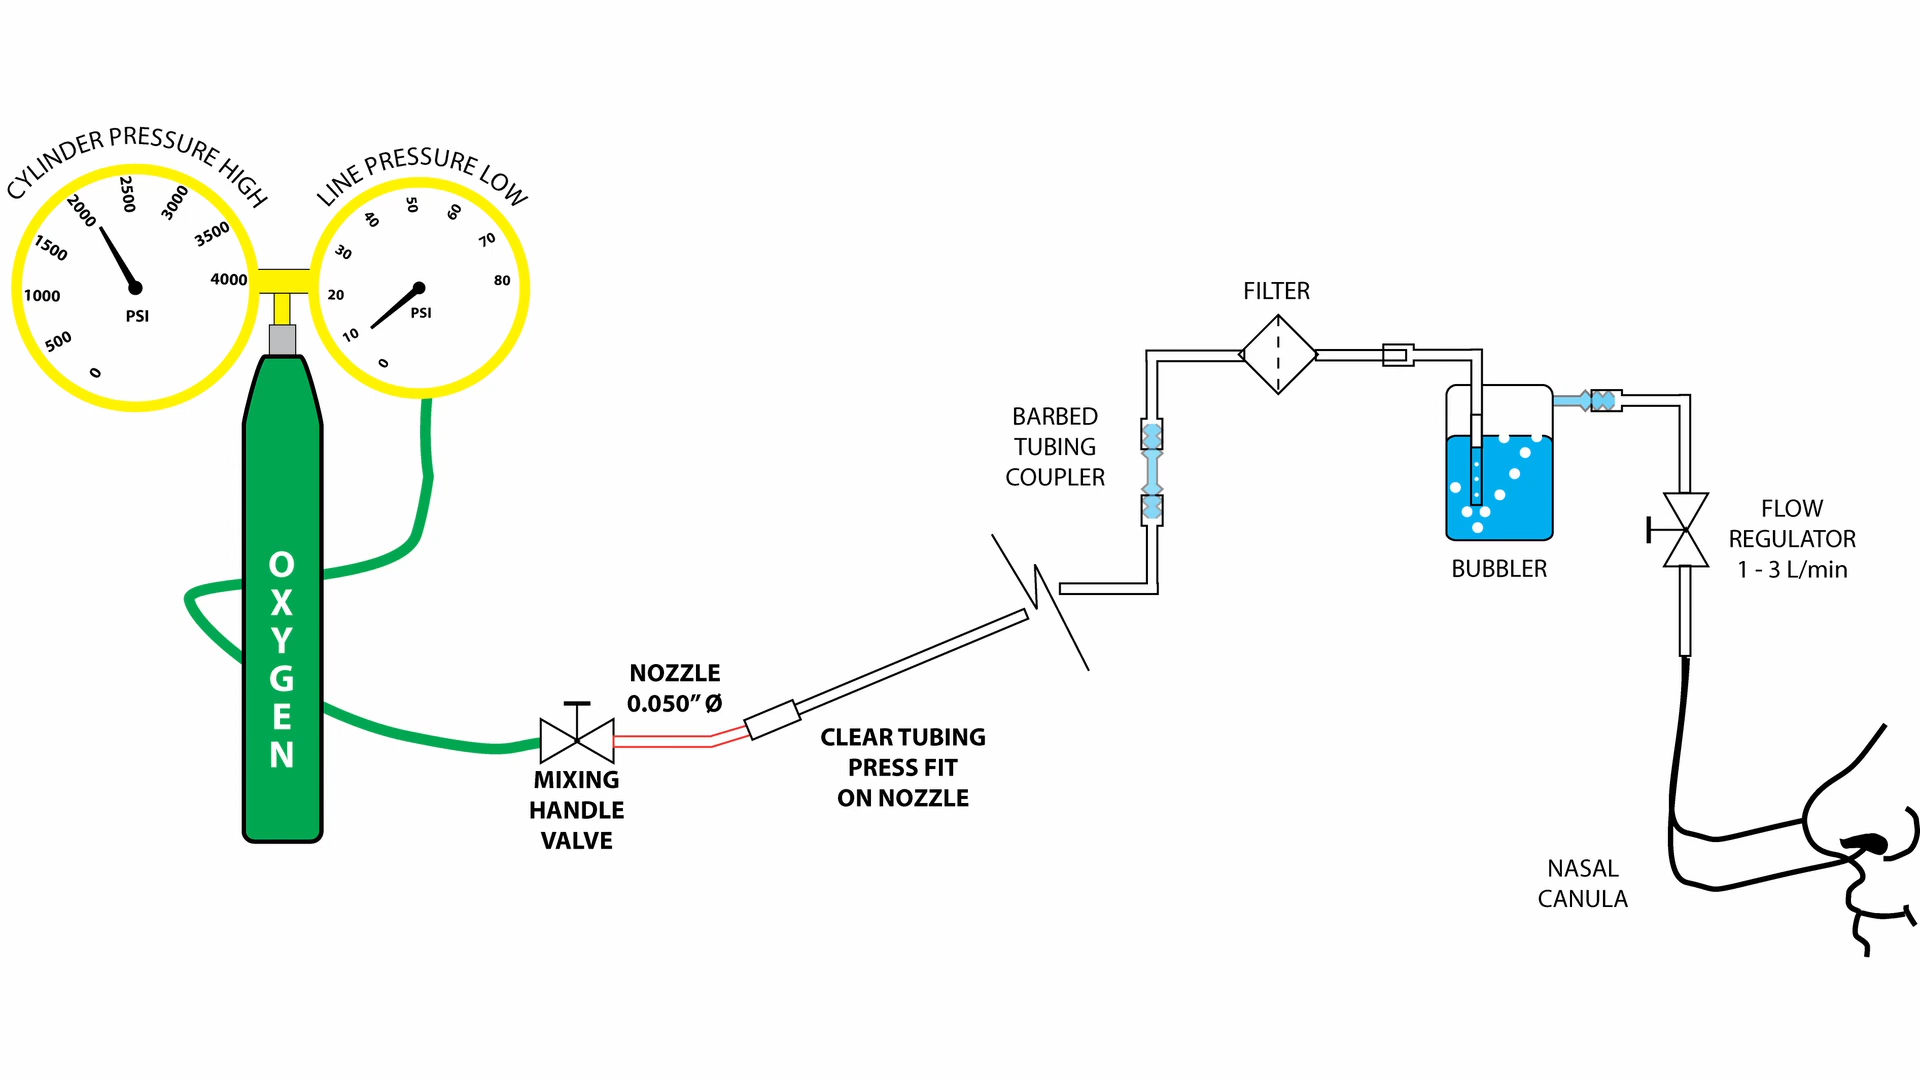 CYLINDER PRESSURE HIGH
0
500
1000
1500
2000
2500
3000
3500
4000
PSI
LINE PRESSURE LOW
0
10
20
30
40
50
60
70
80
PSI
OXYGEN
MIXING
HANDLE
VALVE
NOZZLE
0.050” Ø
CLEAR TUBING
PRESS FIT
ON NOZZLE
BARBED
TUBING
COUPLER
FILTER
BUBBLER
FLOW
REGULATOR
1 - 3 L/min
NASAL
CANULA